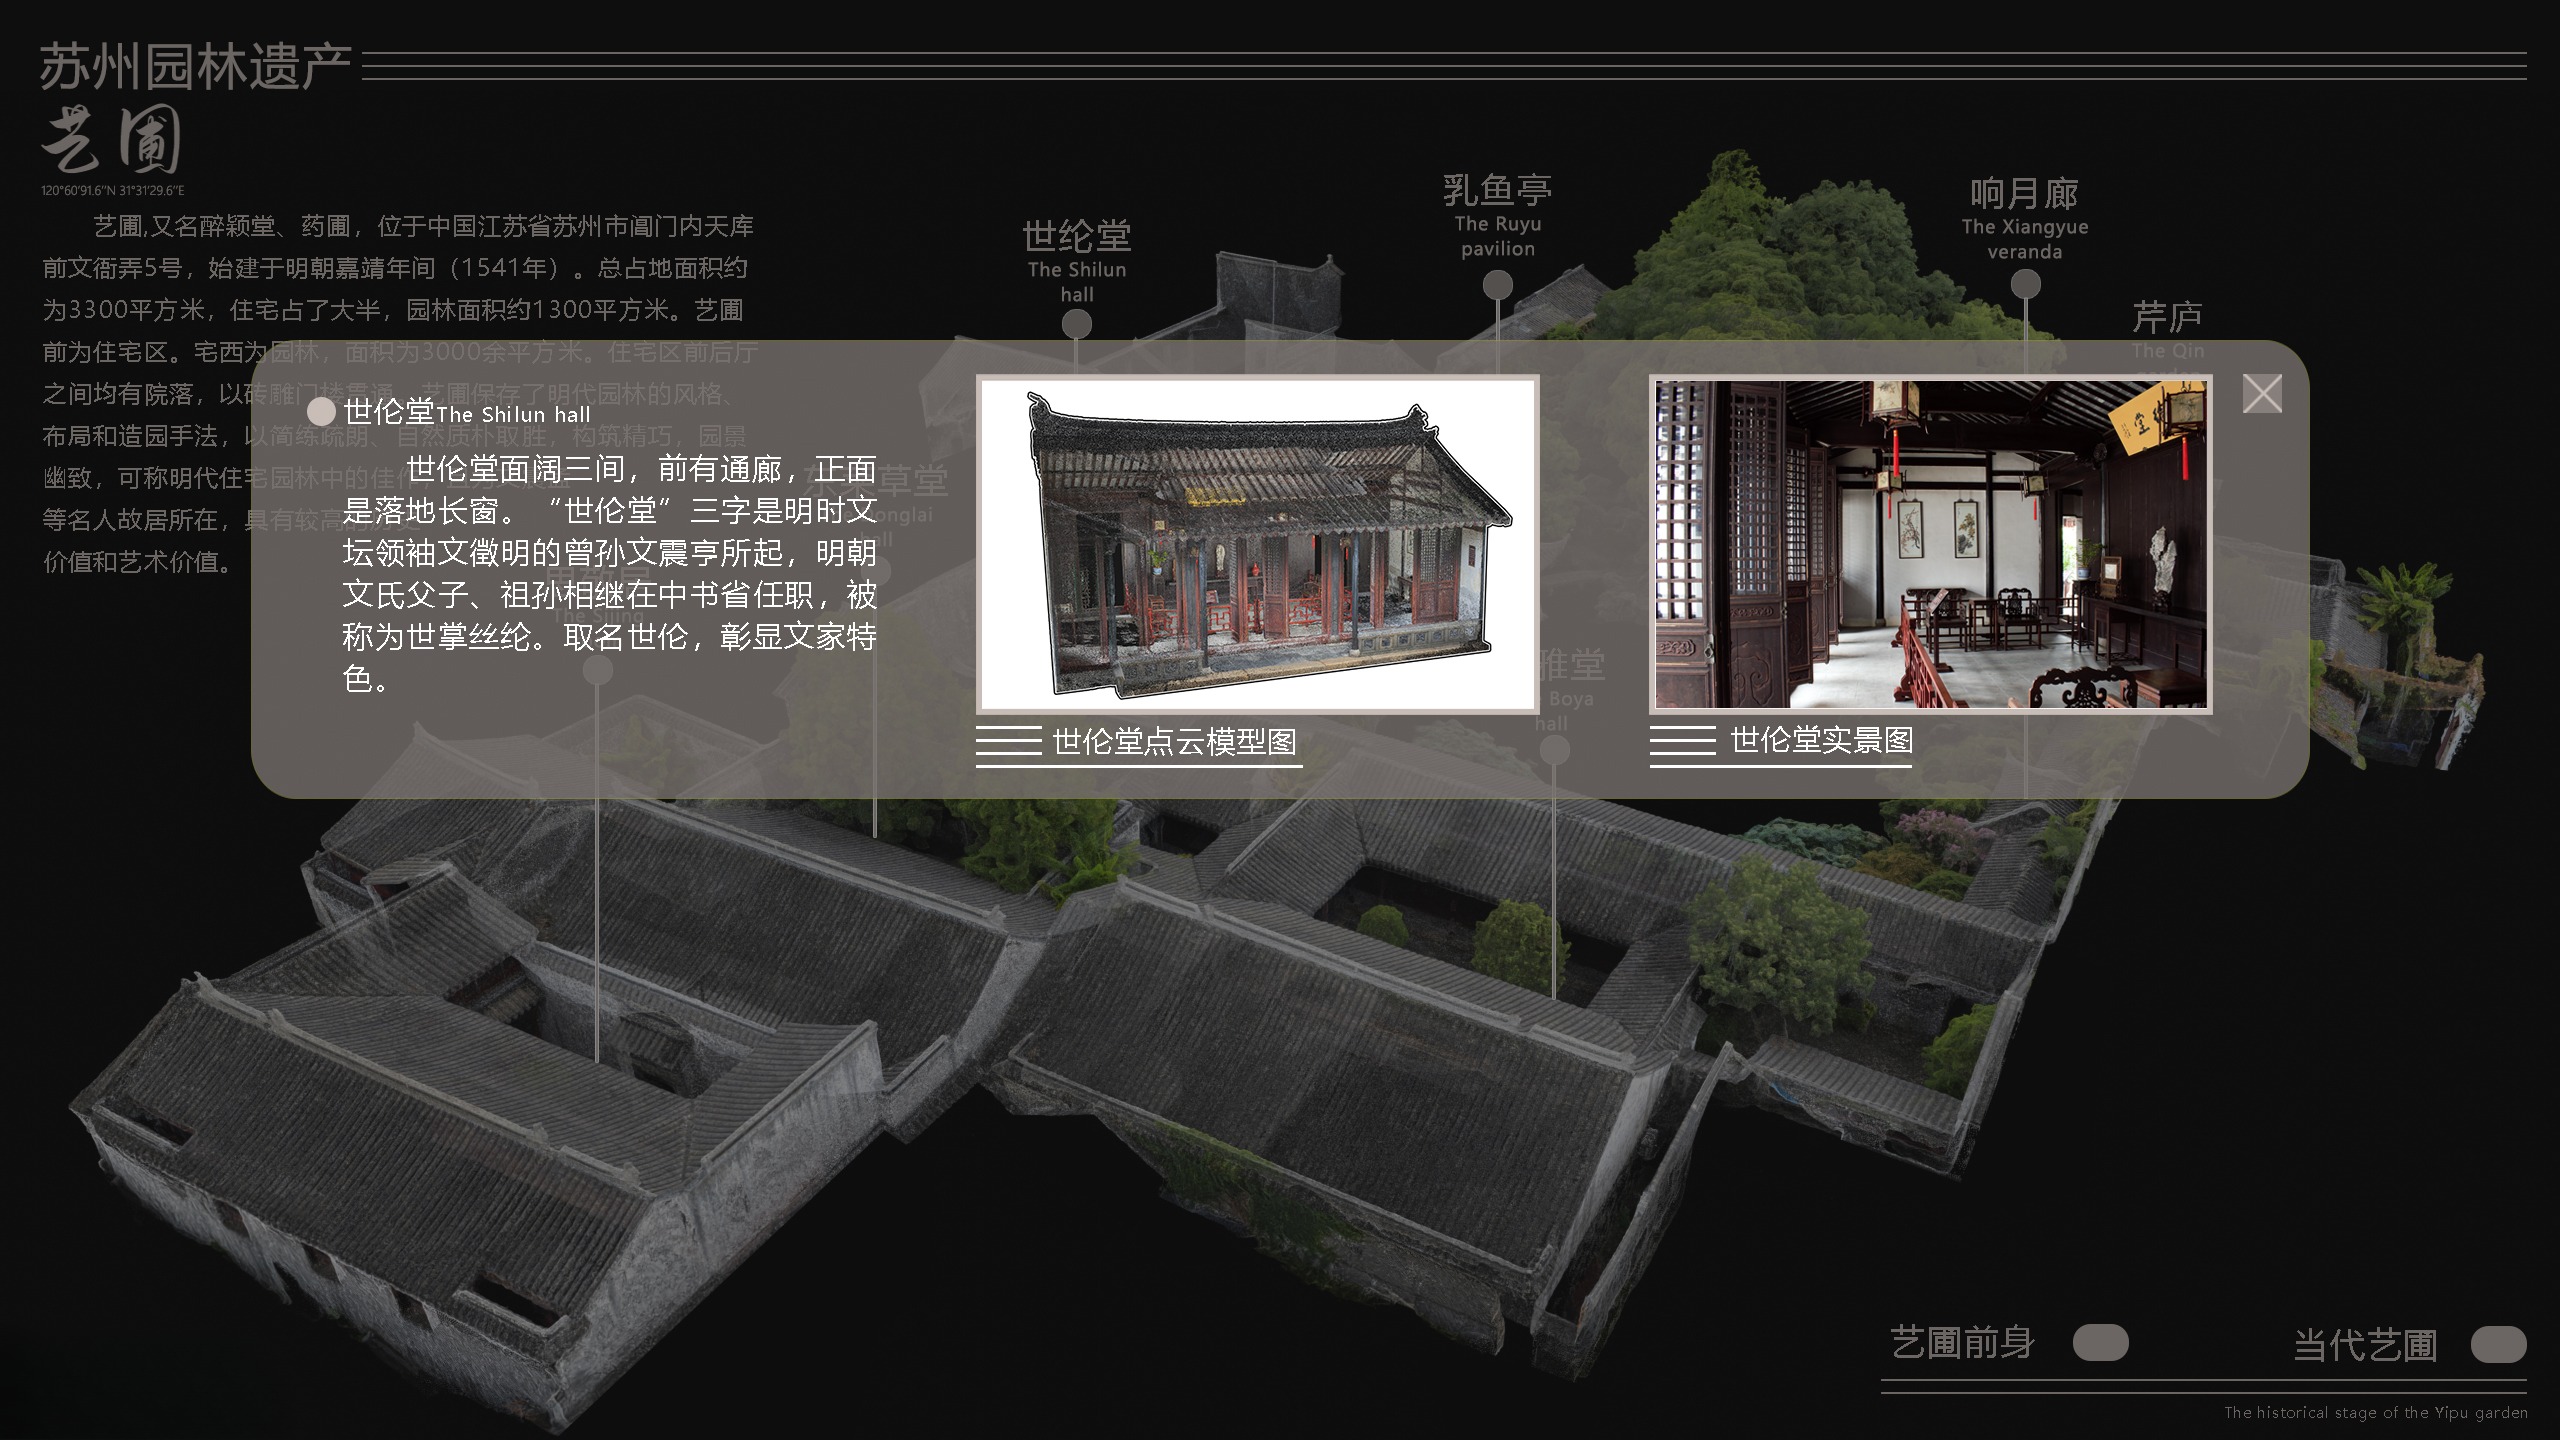 苏州园林遗产
艺圃
120°60'91.6"N 31°31'29.6"E
艺圃,又名醉颖堂、药圃，位于中国江苏省苏州市阊门内天库
前文衙弄5号，始建于明朝嘉靖年间（1541年）。总占地面积约
为3300平方米，住宅占了大半，园林面积约1300平方米。艺圃
前为住宅区。宅西为园林，面积为3000余平方米。住宅区前后厅
之间均有院落，以砖雕门楼贯通。艺圃保存了明代园林的风格、
布局和造园手法，以简练疏朗、自然质朴取胜，构筑精巧，园景
幽致，可称明代住宅园林中的佳作
等名人故居所在，具有较高
价值和艺术价值。
世纶堂
The Shilun
hall
乳鱼亭
The Ruyu
pavilion
响月廊
The Xiangyue
veranda
芹庐
The Qin
世伦堂The Shilun hall
世伦堂面阔三间，前有通廊，正面
是落地长窗。“世伦堂”三字是明时文
坛领袖文徵明的曾孙文震亨所起，明朝
文氏父子、祖孙相继在中书省任职，被
称为世掌丝纶。取名世伦，彰显文家特
色。
草堂
onglai
hall
雅堂
Boya
hall
世伦堂点云模型图
世伦堂实景图
艺圃前身
当代艺圃
The historical stage of the Yipu garden